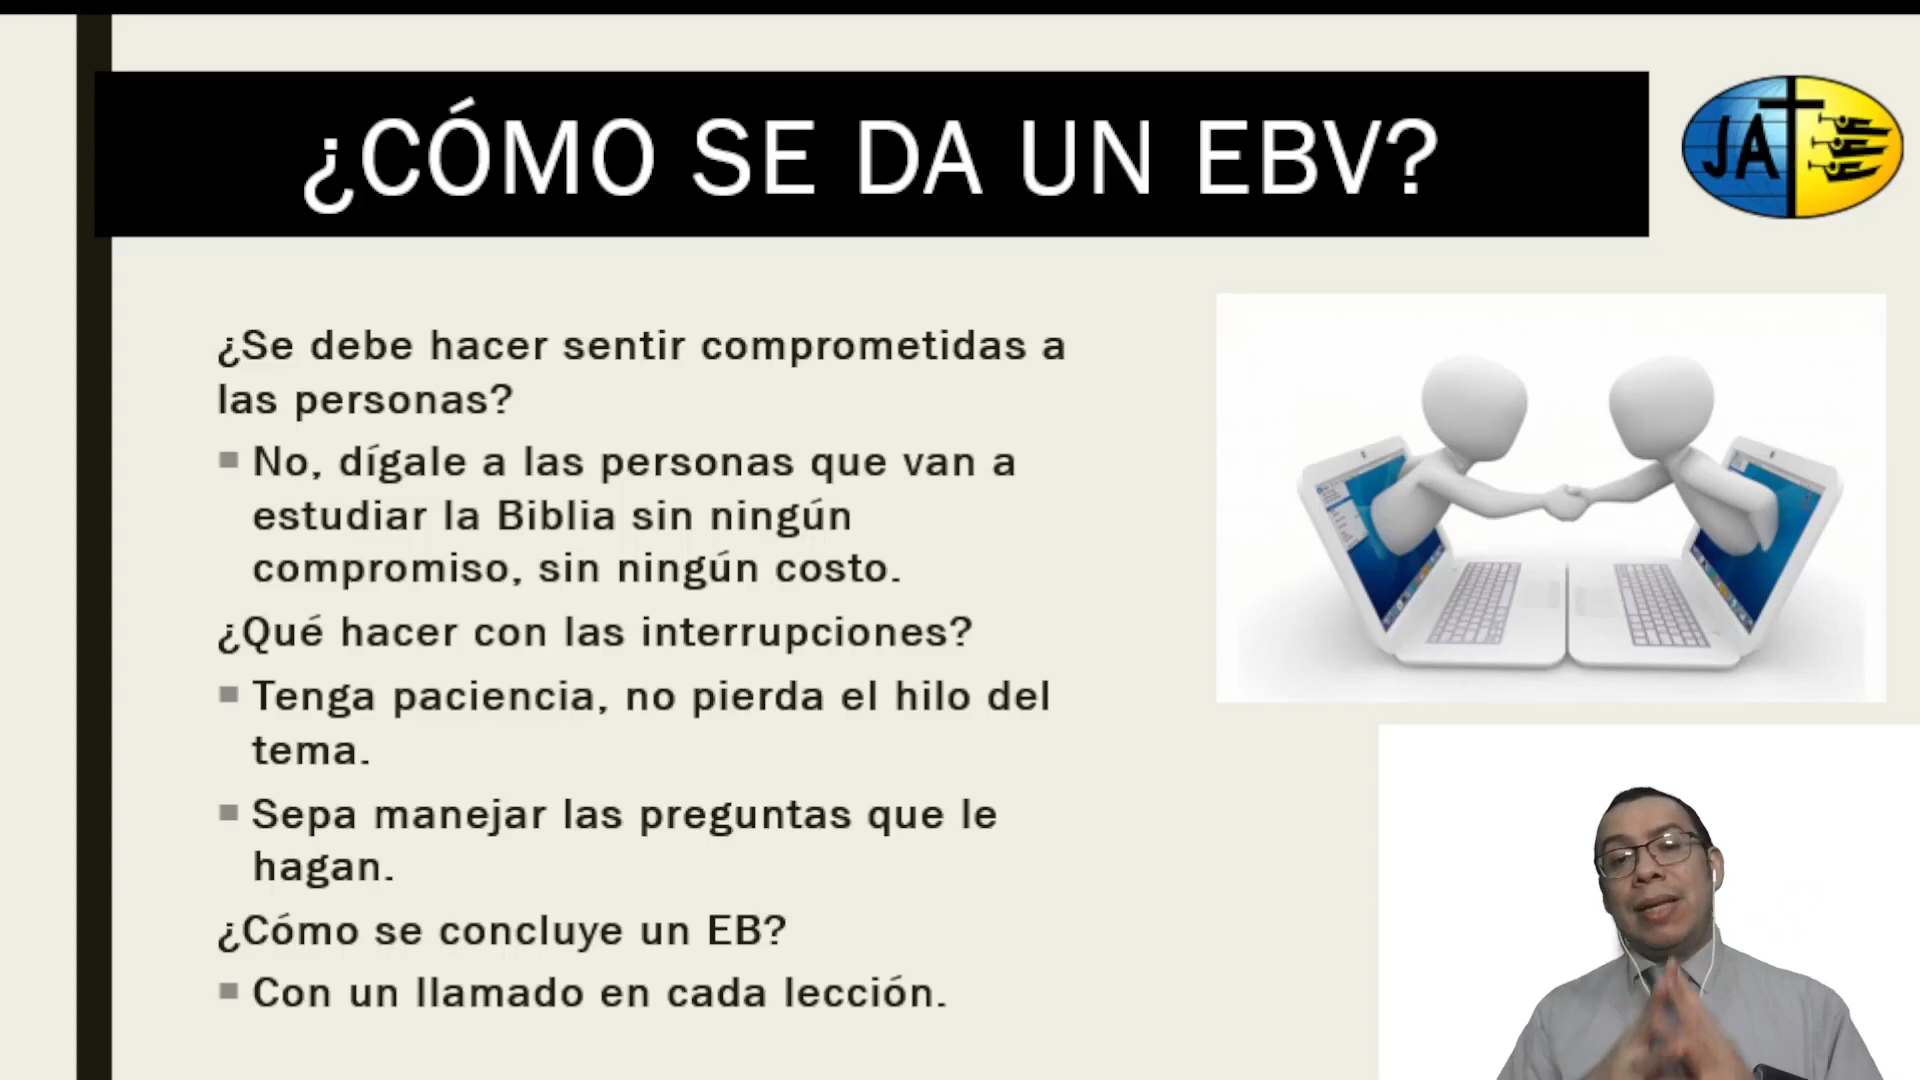 ¿CÓMO SE DA UN EBV?
JA
¿Se debe hacer sentir comprometidas a
las personas?
No, dígale a las personas que van a
estudiar la Biblia sin ningún
compromiso, sin ningún costo.
¿Qué hacer con las interrupciones?
Tenga paciencia, no pierda el hilo del
tema.
Sepa manejar las preguntas que le
hagan.
¿Cómo se concluye un EB?
Con un llamado en cada lección.